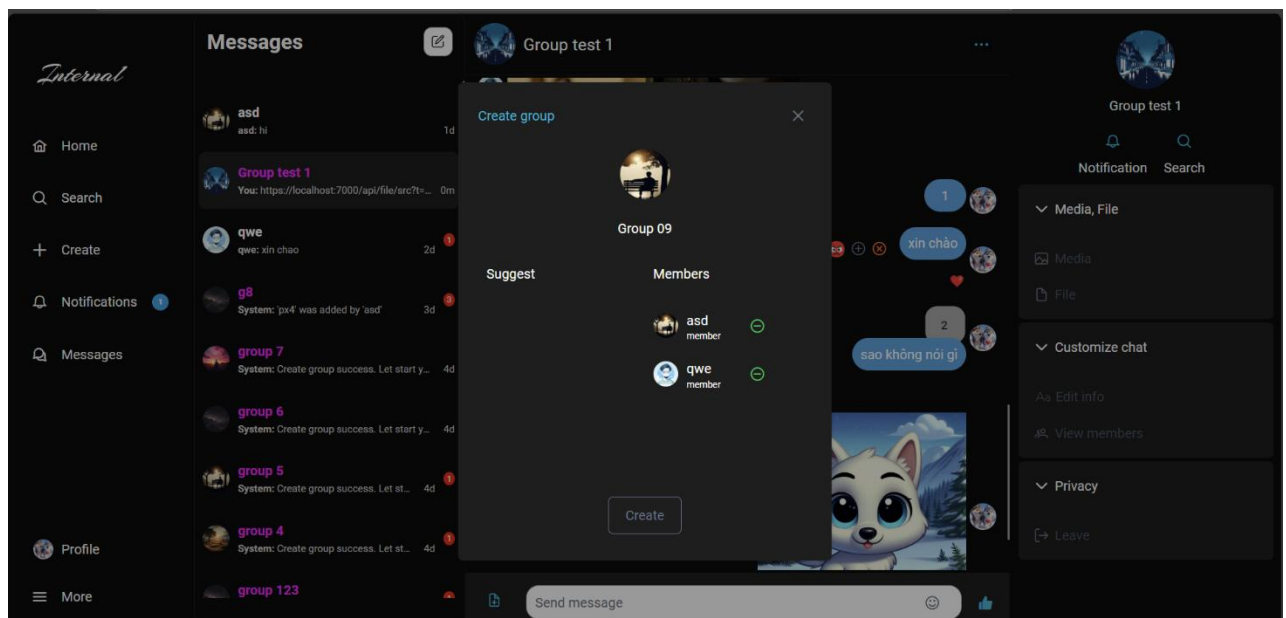 Internal
Home
Search
Create
Notifications 1
Messages
Profile
More
Messages
asd
asd: hi 1d
Group test 1
You: https://localhost:7000/api/file/src?t=... 0m
qwe 1
qwe: xin chao 2d
g8 3
System: 'px4' was added by 'asd' 3d
group 7
System: Create group success. Let start y... 4d
group 6
System: Create group success. Let start y... 4d
group 5 1
System: Create group success. Let st... 4d
group 4 1
System: Create group success. Let st... 4d
group 123
Group test 1
Create group
Group 09
Suggest Members
asd
member
qwe
member
Create
1
xin chào
2
sao không nói gì
Send message
Group test 1
Notification Search
Media, File
Media
File
Customize chat
Aa Edit info
View members
Privacy
Leave